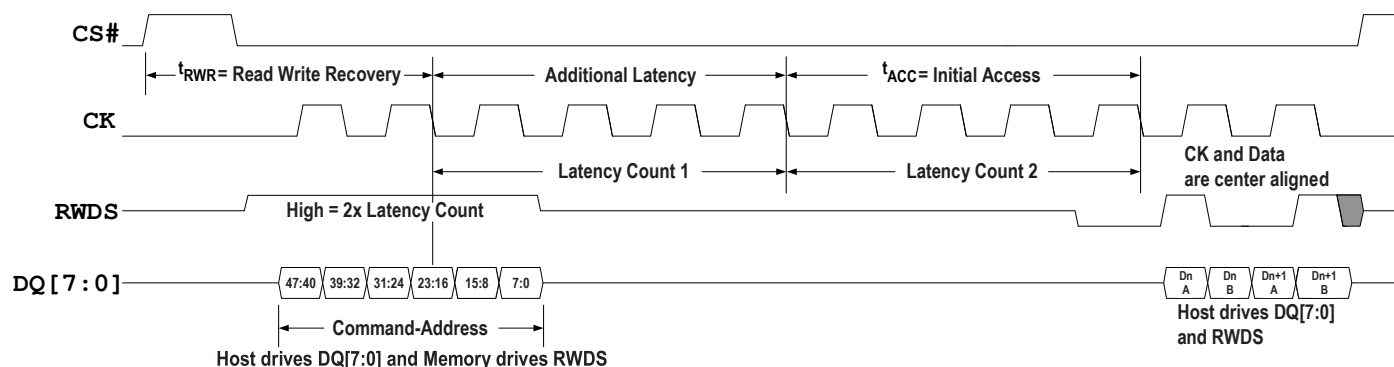 CS#
tRWR= Read Write Recovery
Additional Latency
tACC= Initial Access
CK
Latency Count 1
Latency Count 2
CK and Data
are center aligned
RWDS
High = 2x Latency Count
DQ[7:0]
47:40 39:32 31:24 23:16 15:8 7:0
Dn A
Dn B
Dn+1 A
Dn+1 B
Command-Address
Host drives DQ[7:0]
and RWDS
Host drives DQ[7:0] and Memory drives RWDS